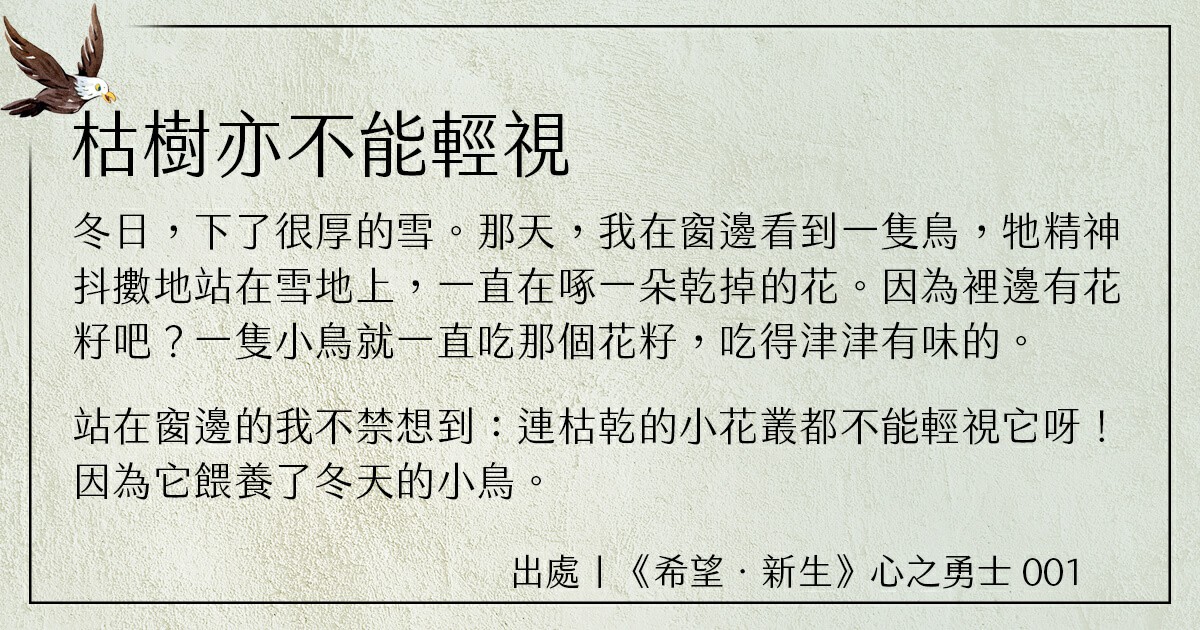 枯樹亦不能輕視
冬日，下了很厚的雪。那天，我在窗邊看到一隻鳥，牠精神
抖擻地站在雪地上，一直在啄一朵乾掉的花。因為裡邊有花
籽吧？一隻小鳥就一直吃那個花籽，吃得津津有味的。
站在窗邊的我不禁想到：連枯乾的小花叢都不能輕視它呀！
因為它餵養了冬天的小鳥。
出處｜《希望．新生》心之勇士 001